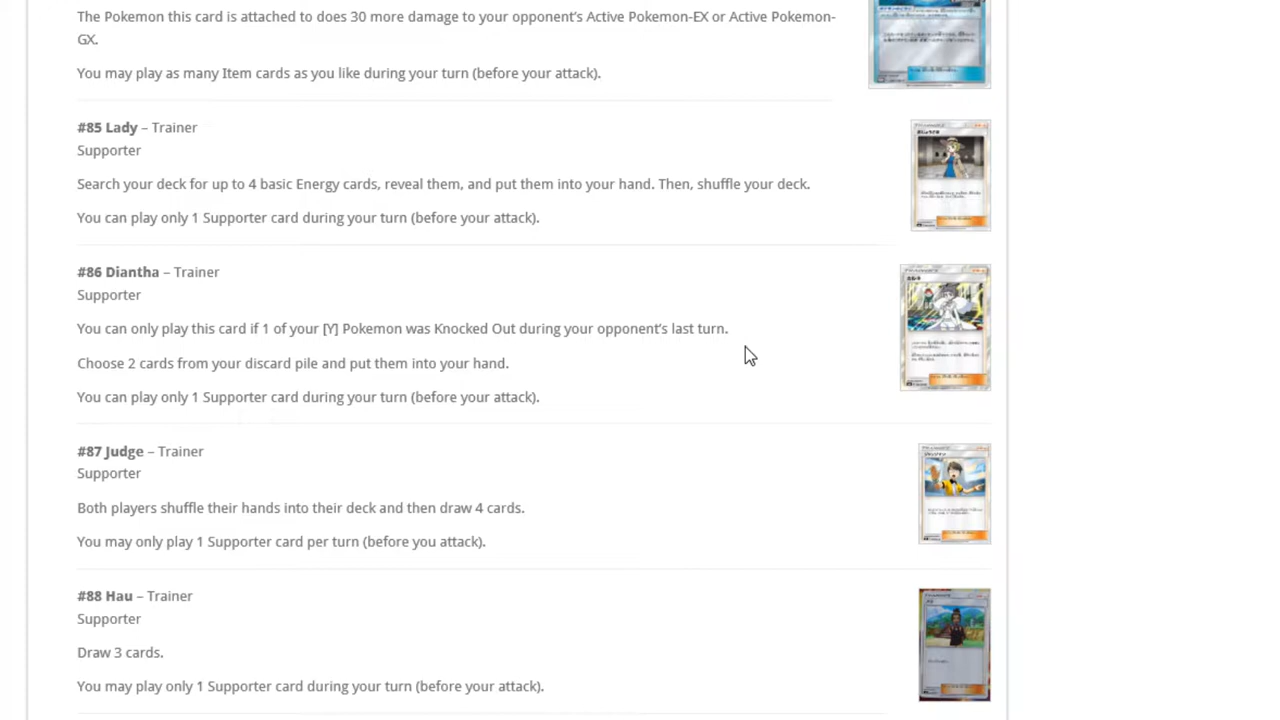 The Pokemon this card is attached to does 30 more damage to your opponent's Active Pokemon-EX or Active Pokemon-
GX.
You may play as many Item cards as you like during your turn (before your attack).
#85 Lady – Trainer
Supporter
Search your deck for up to 4 basic Energy cards, reveal them, and put them into your hand. Then, shuffle your deck.
You can play only 1 Supporter card during your turn (before your attack).
#86 Diantha – Trainer
Supporter
You can only play this card if 1 of your [Y] Pokemon was Knocked Out during your opponent's last turn.
Choose 2 cards from your discard pile and put them into your hand.
You can play only 1 Supporter card during your turn (before your attack).
#87 Judge – Trainer
Supporter
Both players shuffle their hands into their deck and then draw 4 cards.
You may only play 1 Supporter card per turn (before you attack).
#88 Hau – Trainer
Supporter
Draw 3 cards.
You may play only 1 Supporter card during your turn (before your attack).